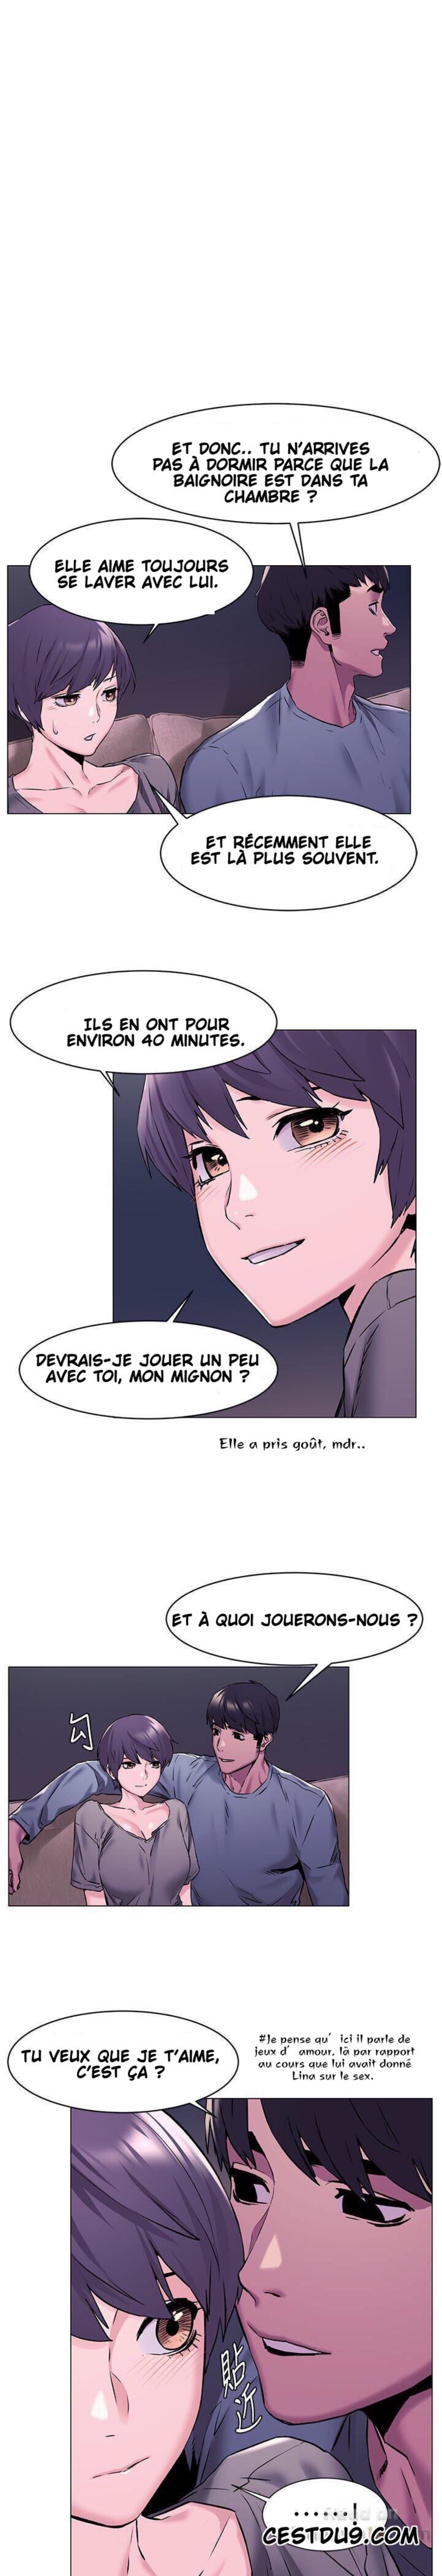 ET DONC.. TU N'ARRIVES
PAS À DORMIR PARCE QUE LA
BAIGNOIRE EST DANS TA
CHAMBRE ?
ELLE AIME TOUJOURS
SE LAVER AVEC LUI.
ET RÉCEMMENT ELLE
EST LÀ PLUS SOUVENT.
ILS EN ONT POUR
ENVIRON 40 MINUTES.
DEVRAIS-JE JOUER UN PEU
AVEC TOI, MON MIGNON ?
Elle a pris goût, mdr..
ET À QUOI JOUERONS-NOUS ?
勾
TU VEUX QUE JE T'AIME,
C'EST ÇA ?
#Je pense qu'ici il parle de
jeux d'amour, là par rapport
au cours que lui avait donné
Lina sur le sex.
貼
近
......!
Read on
CESTDU9.COM